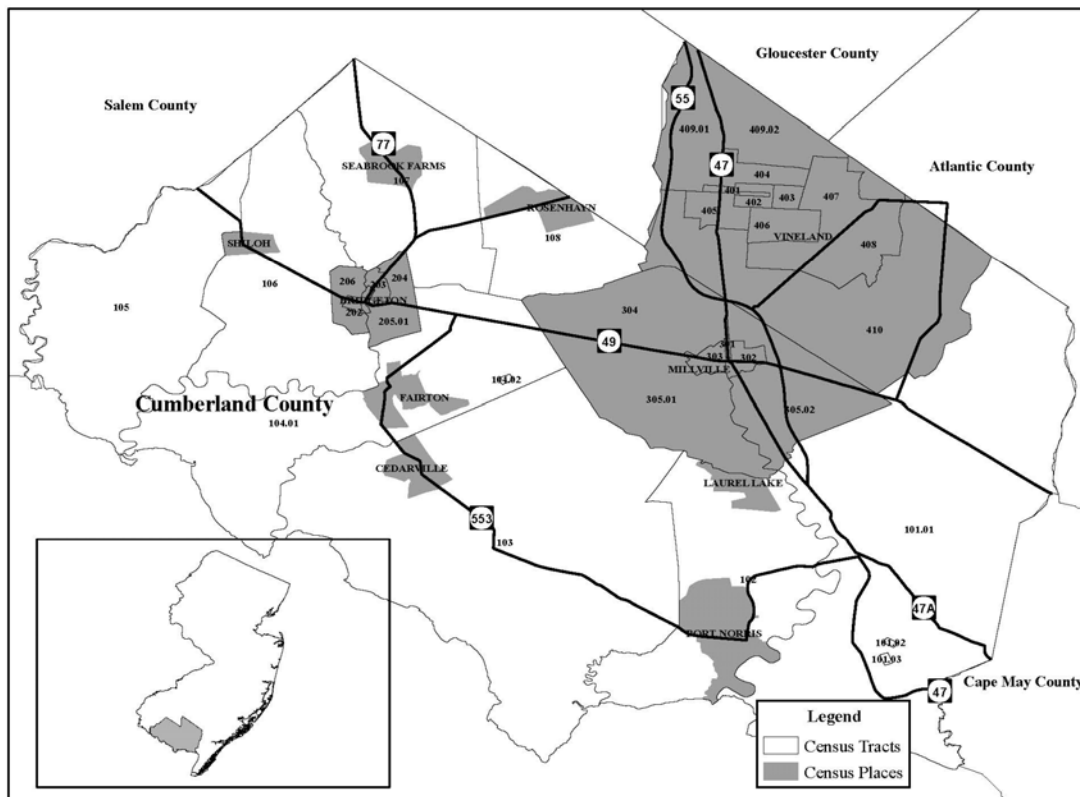 Gloucester County
Salem County
55
409.01
409.02
77
47
Atlantic County
SEABROOK FARMS
107
404
401
407
402
403
405
ROSENHAYN
406
108
VINELAND
SHILOH
408
106
206
204
203
105
BRIDGETON
202
304
205.01
410
49
301
303
302
MILLVILLE
103.02
FAIRTON
305.01
Cumberland County
305.02
104.01
CEDARVILLE
LAUREL LAKE
553
101.01
103
102
47A
PORT NORRIS
101.02
101.03
Cape May County
47
Legend
Census Tracts
Census Places